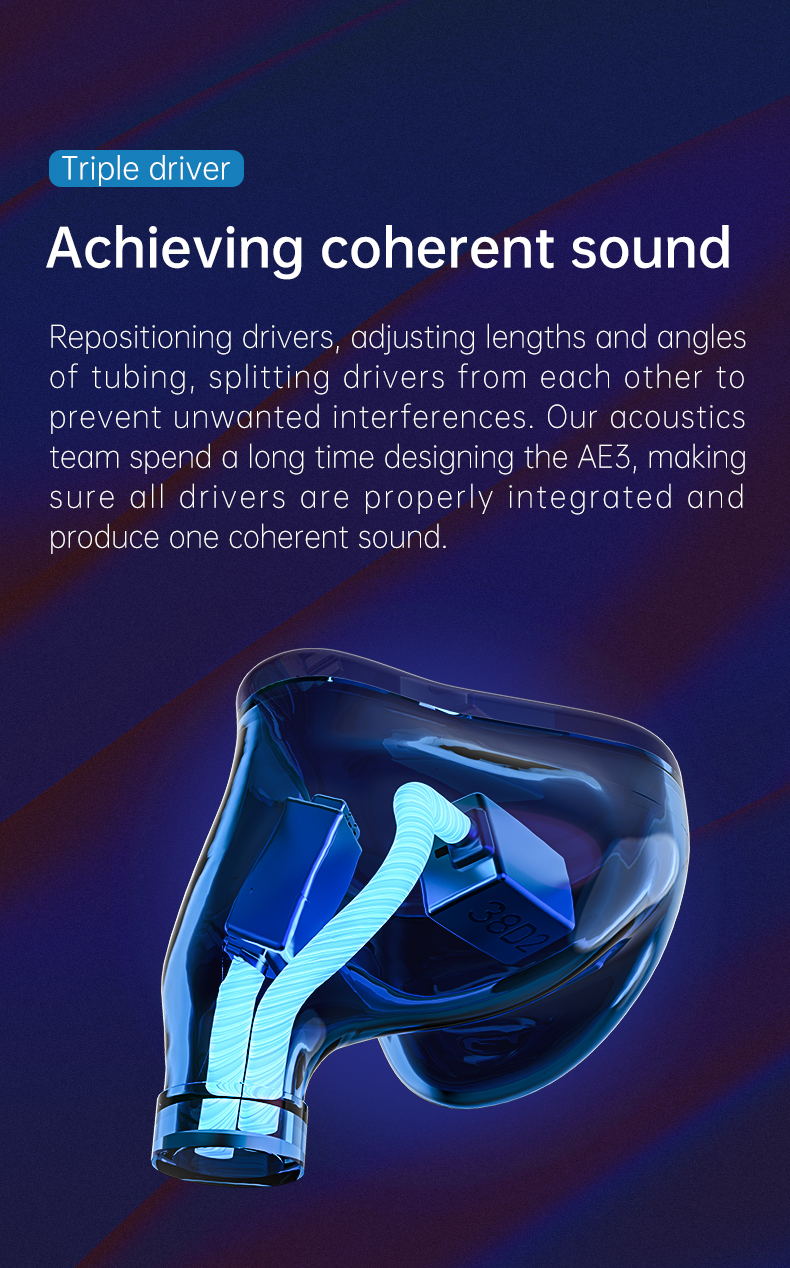 Triple driver
Achieving coherent sound
Repositioning drivers, adjusting lengths and angles
of tubing, splitting drivers from each other to
prevent unwanted interferences. Our acoustics
team spend a long time designing the AE3, making
sure all drivers are properly integrated and
produce one coherent sound.
38D2